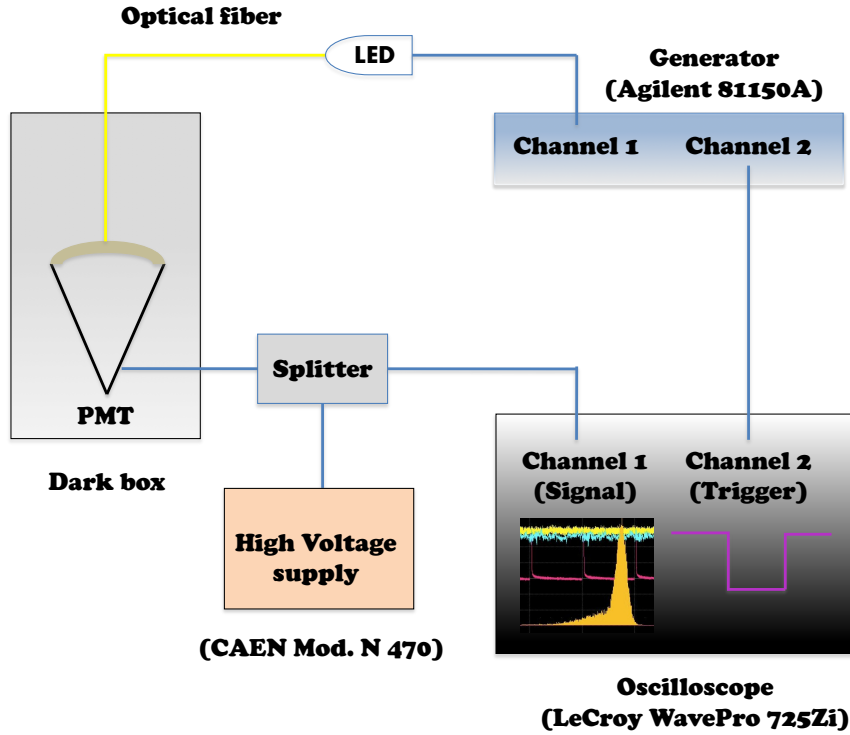 Optical fiber
LED
Generator
(Agilent 81150A)
Channel 1
Channel 2
Splitter
PMT
Dark box
High Voltage
supply
(CAEN Mod. N 470)
Channel 1
(Signal)
Channel 2
(Trigger)
Oscilloscope
(LeCroy WavePro 725Zi)